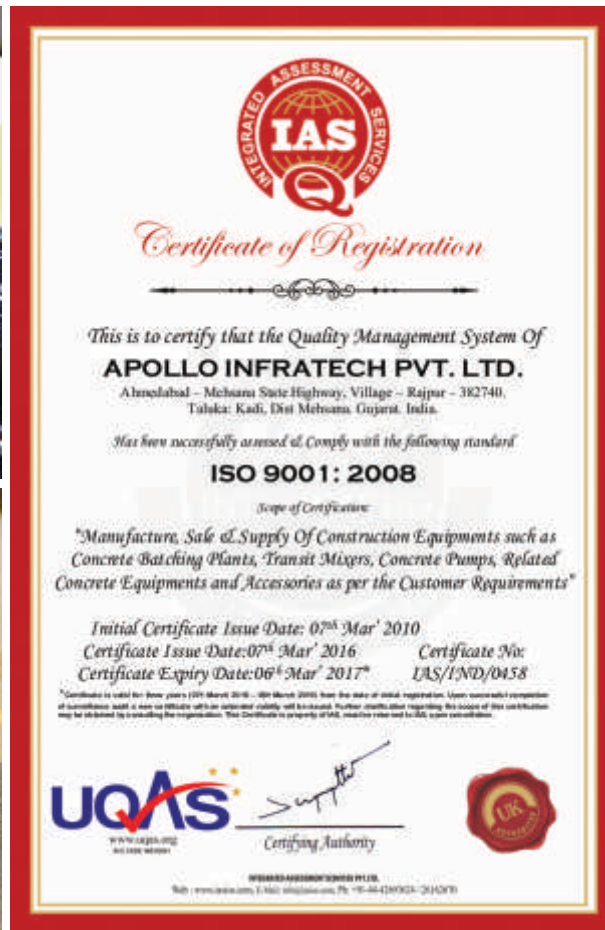 INTEGRATED ASSESSMENT SERVICES
IAS
Q
Certificate of Registration
This is to certify that the Quality Management System Of
APOLLO INFRATECH PVT. LTD.
Ahmedabad – Mehsana State Highway, Village – Rajpur – 382740,
Taluka: Kadi, Dist Mehsana, Gujarat, India.
Has been successfully assessed & Comply with the following standard
ISO 9001: 2008
Scope of Certification:
"Manufacture, Sale & Supply Of Construction Equipments such as
Concrete Batching Plants, Transit Mixers, Concrete Pumps, Related
Concrete Equipments and Accessories as per the Customer Requirements"
Initial Certificate Issue Date: 07th Mar' 2010
Certificate Issue Date:07th Mar' 2016
Certificate No:
Certificate Expiry Date:06th Mar' 2017*
IAS/IND/0458
UQAS
www.uqas.org
Certifying Authority
UK
INTEGRATED ASSESSMENT SERVICES PVT.LTD.